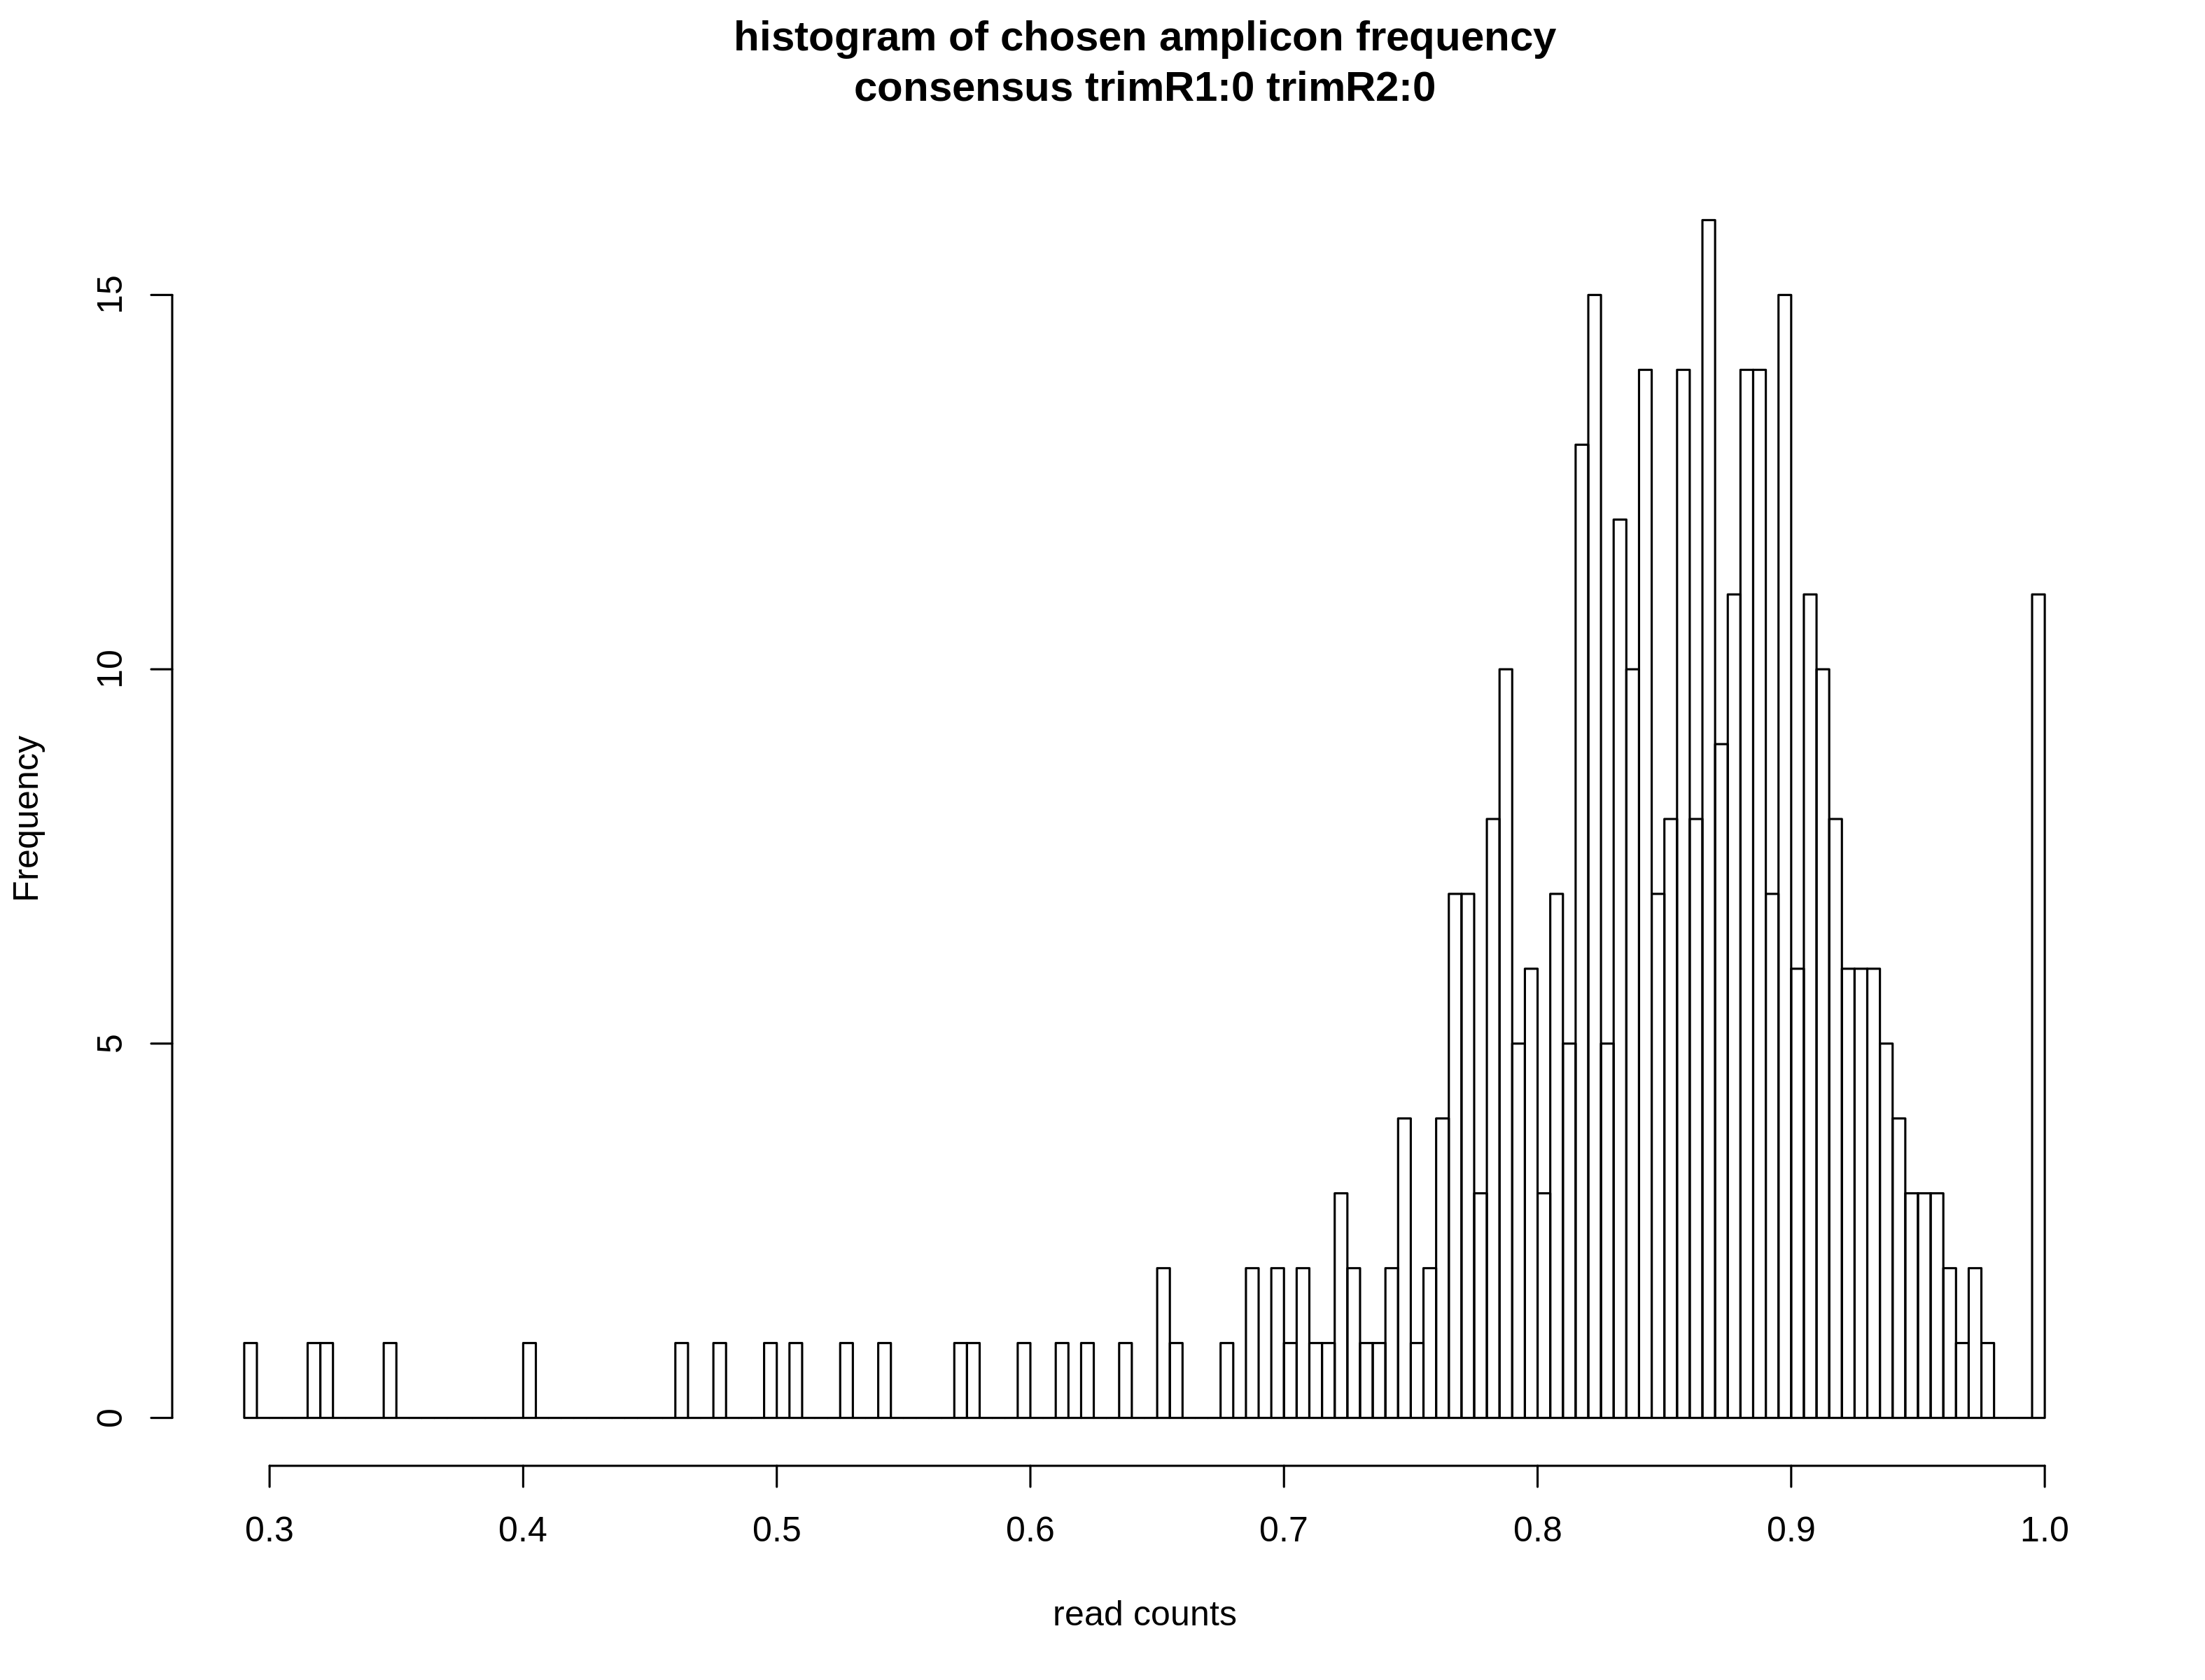 histogram of chosen amplicon frequency
consensus trimR1:0 trimR2:0
15
10
5
0
Frequency
0.3 0.4 0.5 0.6 0.7 0.8 0.9 1.0
read counts